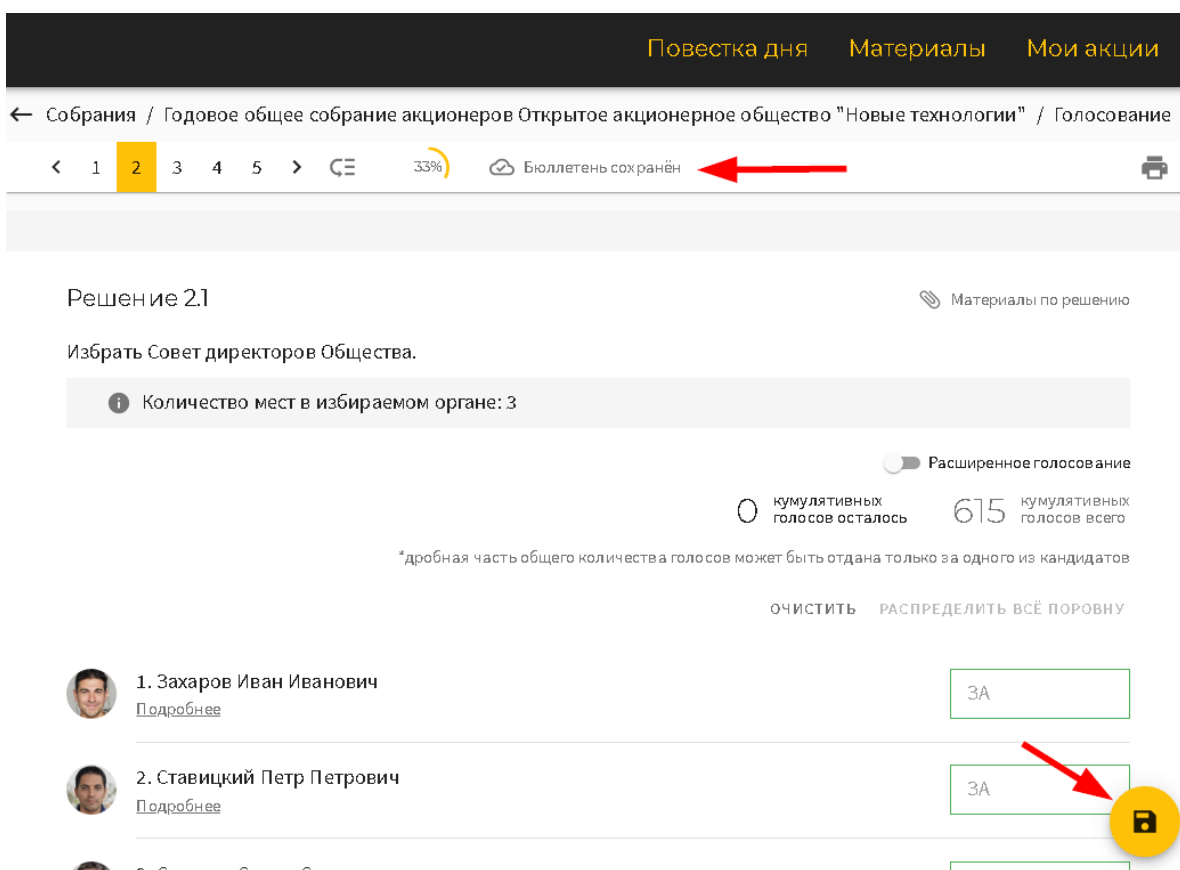 Повестка дня Материалы Мои акции
← Собрания / Годовое общее собрание акционеров Открытое акционерное общество "Новые технологии" / Голосование
< 1 2 3 4 5 > 33% Бюллетень сохранён
Решение 2.1
Материалы по решению
Избрать Совет директоров Общества.
Количество мест в избираемом органе: 3
Расширенное голосование
0 кумулятивных голосов осталось 615 кумулятивных голосов всего
*дробная часть общего количества голосов может быть отдана только за одного из кандидатов
ОЧИСТИТЬ РАСПРЕДЕЛИТЬ ВСЁ ПОРОВНУ
1. Захаров Иван Иванович
ЗА
Подробнее
2. Ставицкий Петр Петрович
ЗА
Подробнее